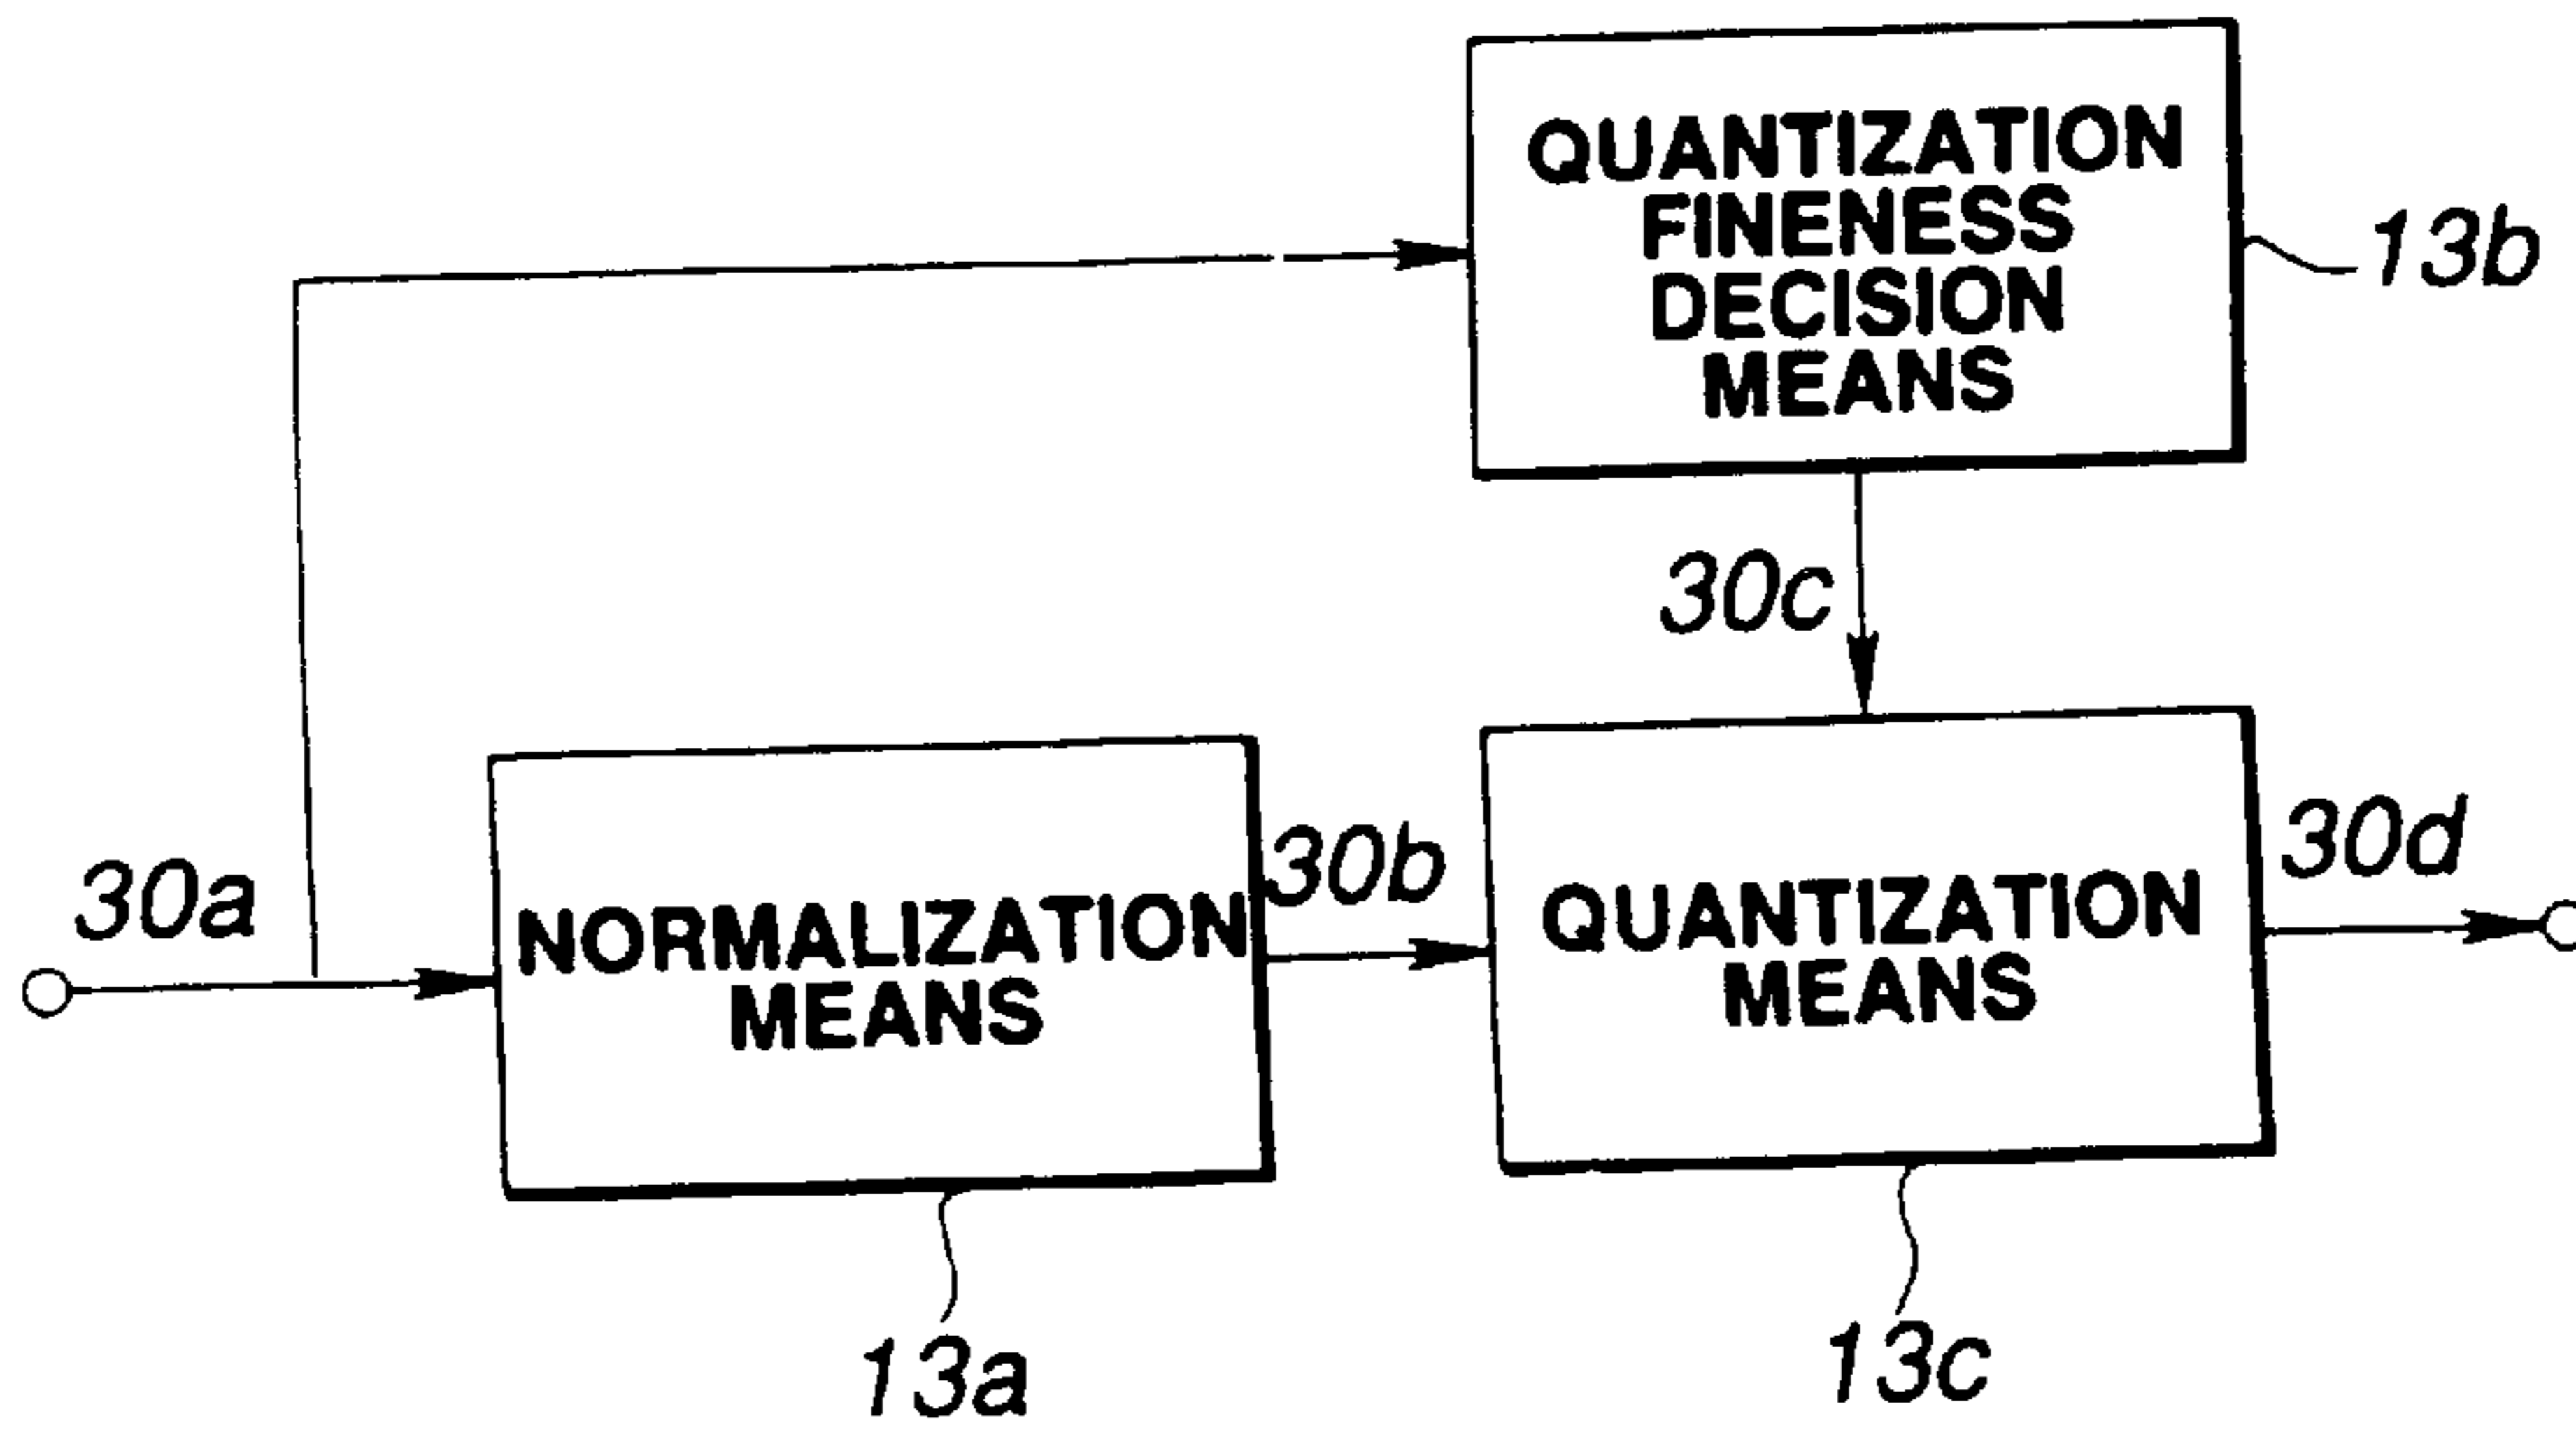 QUANTIZATION
FINENESS
DECISION
MEANS
13b
30c
30a
NORMALIZATION
MEANS
30b
QUANTIZATION
MEANS
30d
13a
13c